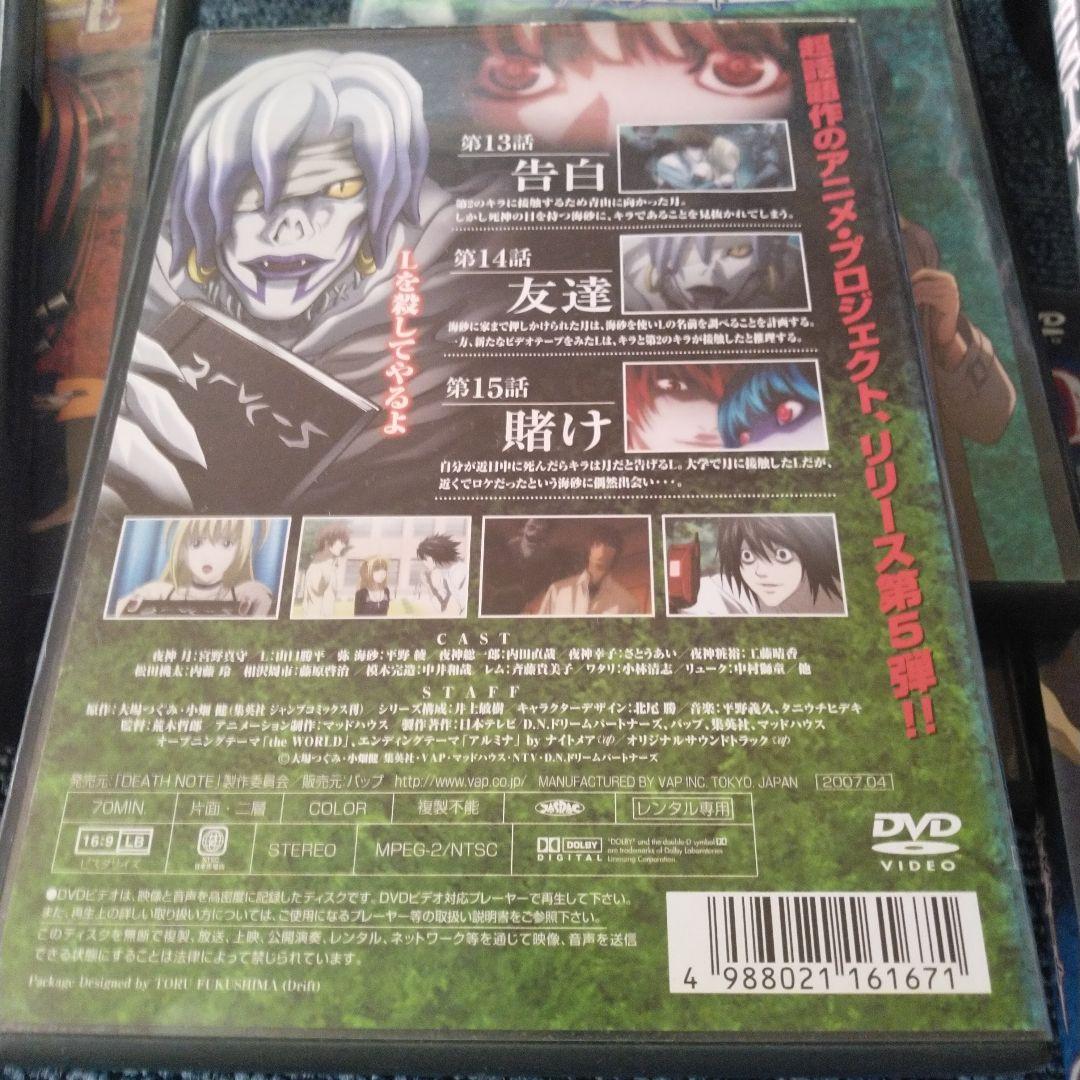 超話題作のアニメ・プロジェクト、リリース第5弾!!
第13話
告白
第2のキラに接触するため青山に向かった月。
しかし死神の目を持つ海砂に、キラであることを見抜かれてしまう。
第14話
友達
海砂に家まで押しかけられた月は、海砂を使いLの名前を調べることを計画する。
一方、新たなビデオテープをみたLは、キラと第2のキラが接触したと推理する。
第15話
賭け
自分が近日中に死んだらキラは月だと告げるL。大学で月に接触したLだが、
近くでロケだったという海砂に偶然出会い・・・。
Lを殺してやるよ
CAST
夜神 月:宮野真守 L:山口勝平 弥 海砂:平野 綾 夜神総一郎:内田直哉 夜神幸子:さとうあい 夜神粧裕:工藤晴香
松田桃太:内藤 玲 相沢周市:藤原啓治 模木完造:中井和哉 レム:斉藤貴美子 ワタリ:小林清志 リューク:中村獅童 他
STAFF
原作:大場つぐみ・小畑 健(集英社 ジャンプコミックス刊) シリーズ構成:井上敏樹 キャラクターデザイン:北尾 勝 音楽:平野義久、タニウチヒデキ
監督:荒木哲郎 アニメーション制作:マッドハウス 製作著作:日本テレビ D.N.ドリームパートナーズ、バップ、集英社、マッドハウス
オープニングテーマ「the WORLD」、エンディングテーマ「アルミナ」by ナイトメア(vap) オリジナルサウンドトラック(vap)
©大場つぐみ・小畑健 集英社・VAP・マッドハウス・NTV・D.N.ドリームパートナーズ
発売元:「DEATH NOTE」製作委員会 販売元:バップ http://www.vap.co.jp/ MANUFACTURED BY VAP INC. TOKYO, JAPAN 2007.04
70MIN 片面・二層 COLOR 複製不能 JASRAC レンタル専用
16:9 LB ビスタサイズ STEREO MPEG-2/NTSC DOLBY DIGITAL
"DOLBY" and the double-D symbol are trademarks of Dolby Laboratories Licensing Corporation.
DVD VIDEO
●DVDビデオは、映像と音声を高密度に記録したディスクです。DVDビデオ対応プレーヤーで再生して下さい。
また、再生上の詳しい取り扱い方については、ご使用になるプレーヤー等の取扱い説明書をご参照下さい。
このディスクを無断で複製、放送、上映、公開演奏、レンタル、ネットワーク等を通じて映像、音声を送信
できる状態にすることは法律によって禁じられています。
Package Designed by TORU FUKUSHIMA (Drift)
4 988021 161671